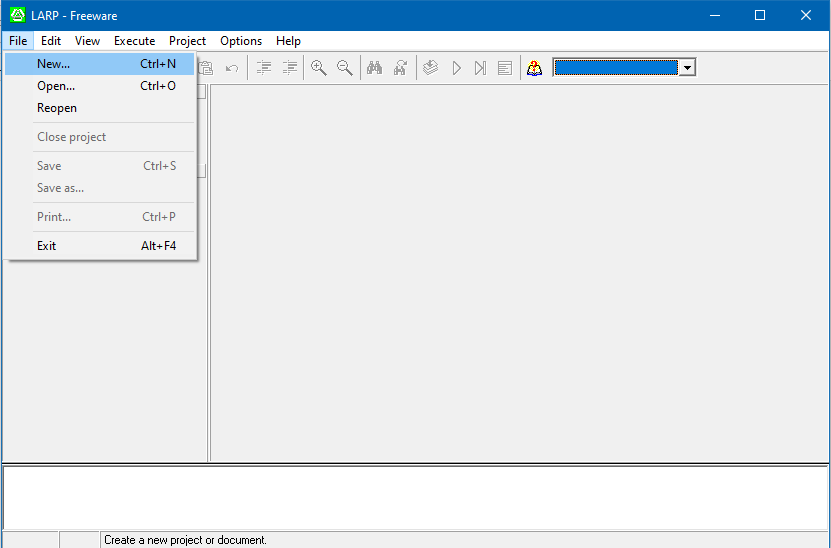 LARP - Freeware
File Edit View Execute Project Options Help
New... Ctrl+N
Open... Ctrl+O
Reopen
Close project
Save Ctrl+S
Save as...
Print... Ctrl+P
Exit Alt+F4
Create a new project or document.